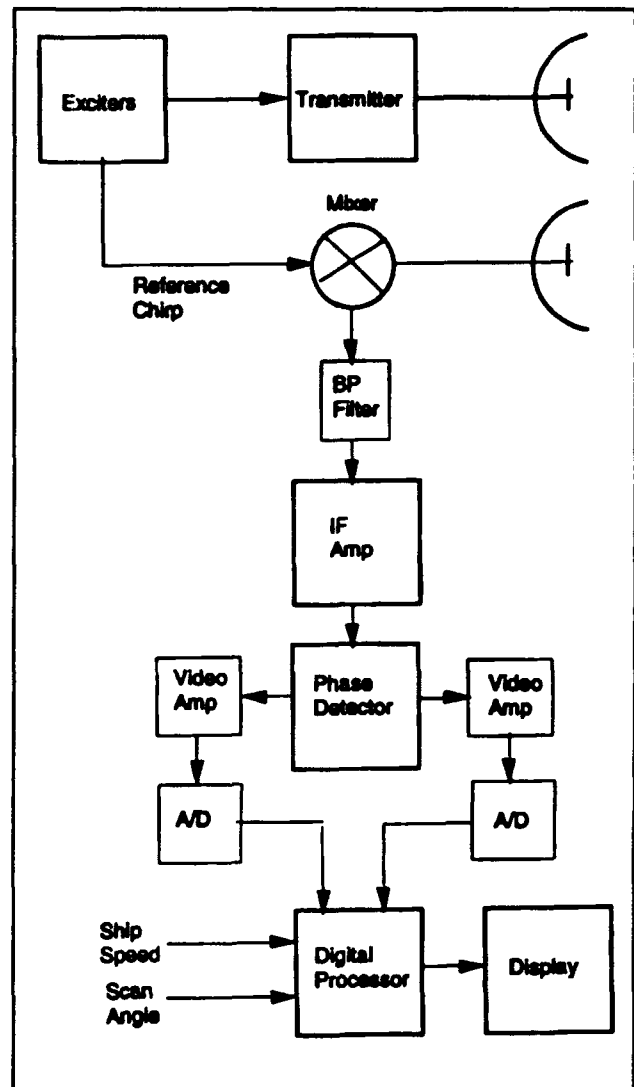 Exciters
Transmitter
Mixer
Reference
Chirp
BP
Filter
IF
Amp
Video
Amp
Phase
Detector
Video
Amp
A/D
A/D
Ship
Speed
Scan
Angle
Digital
Processor
Display